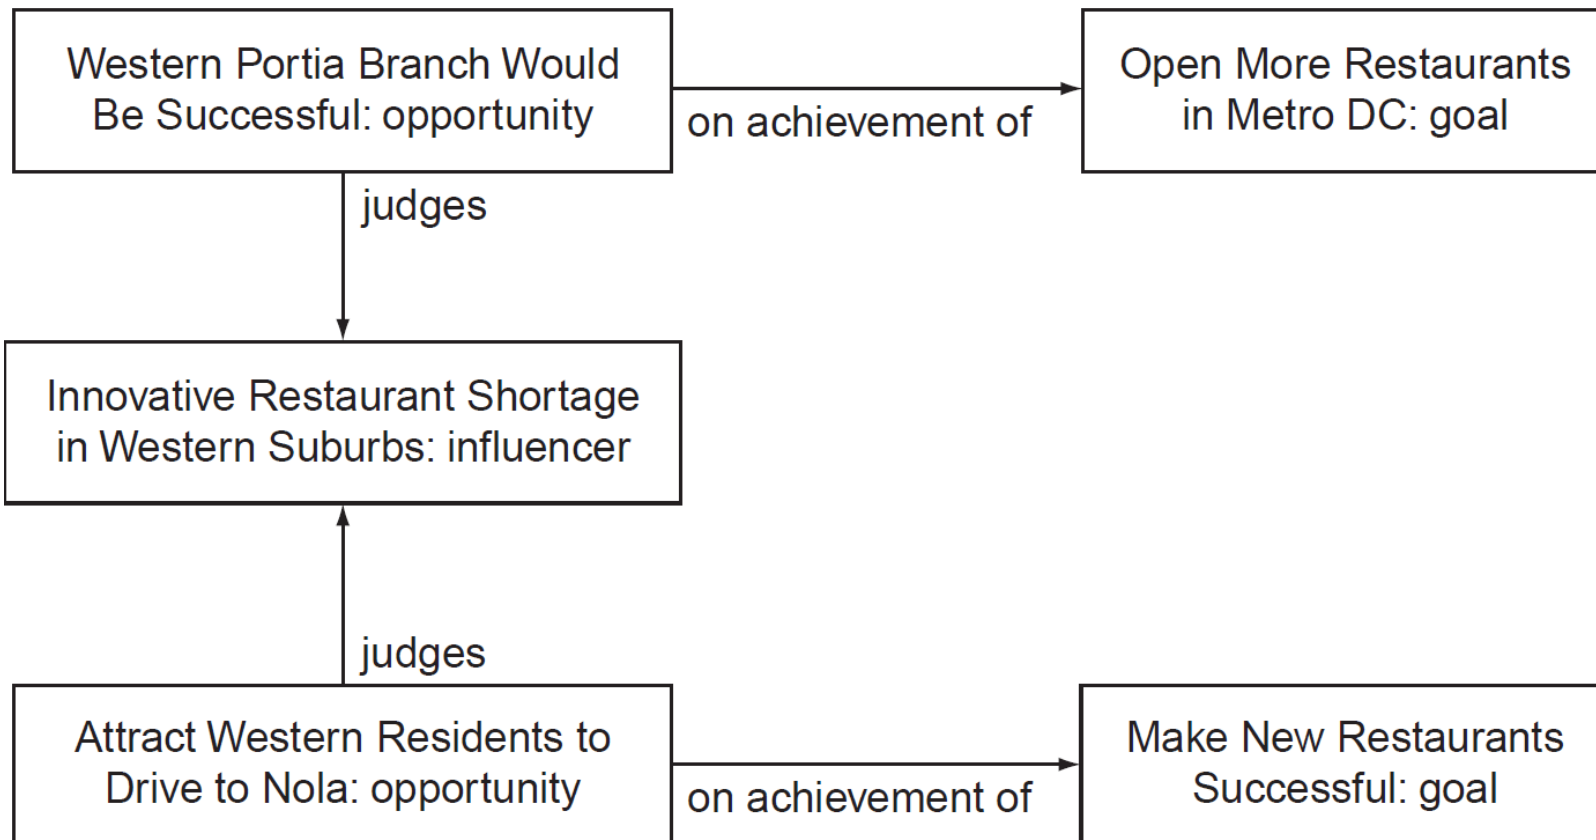 Western Portia Branch Would
Be Successful: opportunity
on achievement of
Open More Restaurants
in Metro DC: goal
judges
Innovative Restaurant Shortage
in Western Suburbs: influencer
judges
Attract Western Residents to
Drive to Nola: opportunity
on achievement of
Make New Restaurants
Successful: goal